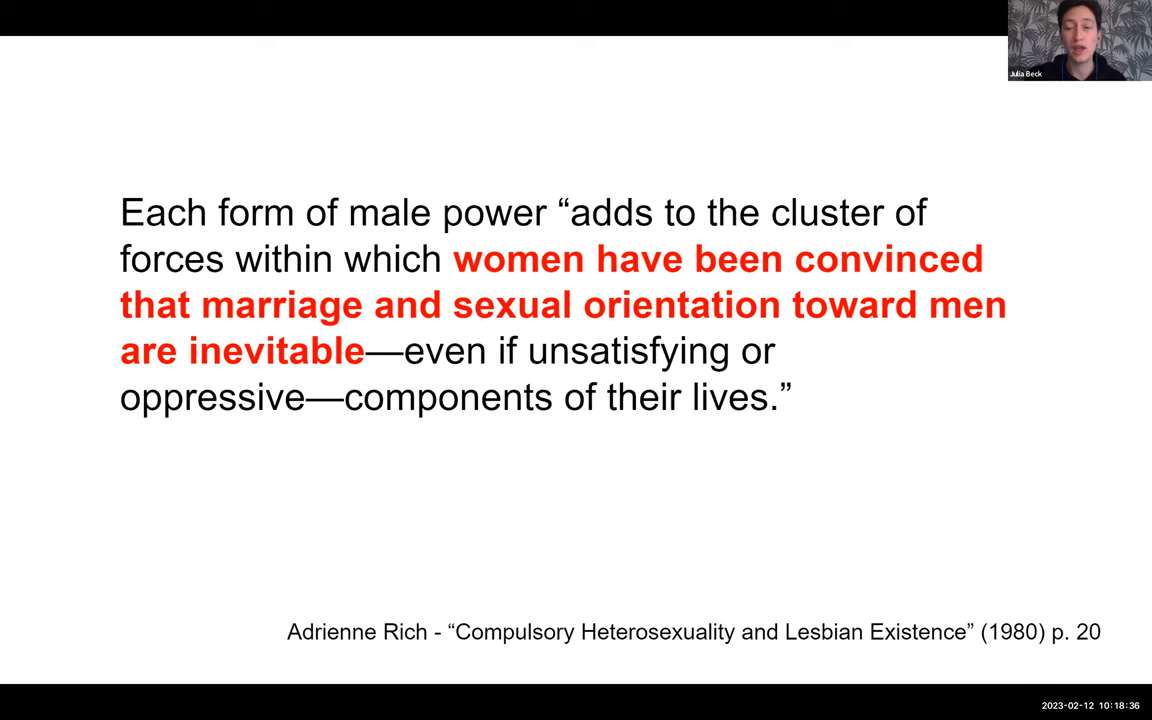 Julia Beck
Each form of male power “adds to the cluster of
forces within which women have been convinced
that marriage and sexual orientation toward men
are inevitable—even if unsatisfying or
oppressive—components of their lives.”
Adrienne Rich - “Compulsory Heterosexuality and Lesbian Existence” (1980) p. 20
2023-02-12 10:18:36